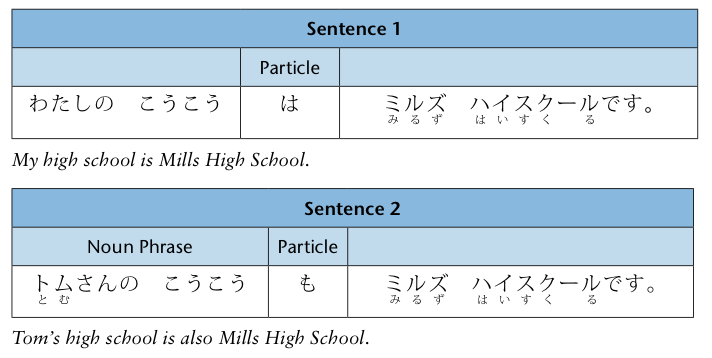 Sentence 1
Particle
わたしの　こうこう　は　ミルズ　ハイスクールです。
みるず　はいすく　る
My high school is Mills High School.
Sentence 2
Noun Phrase　Particle
トムさんの　こうこう　も　ミルズ　ハイスクールです。
とむ　みるず　はいすく　る
Tom's high school is also Mills High School.